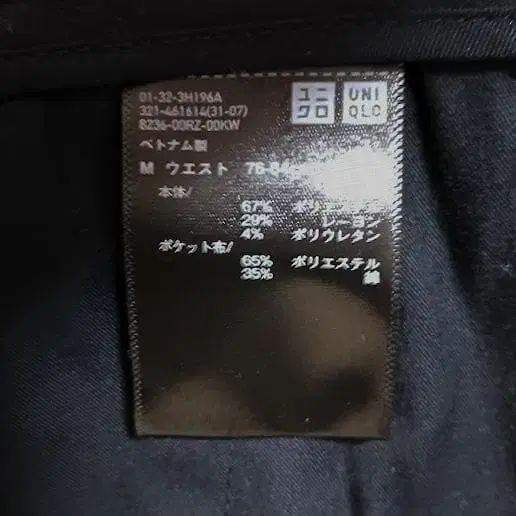 01-32-3H196A
321-461614(31-07)
8236-00RZ-00KW
ユニクロ
UNIQLO
ベトナム製
M ウエスト
本体/
67%
29% レーヨン
4% ポリウレタン
ポケット布/
65% ポリエステル
35% 綿